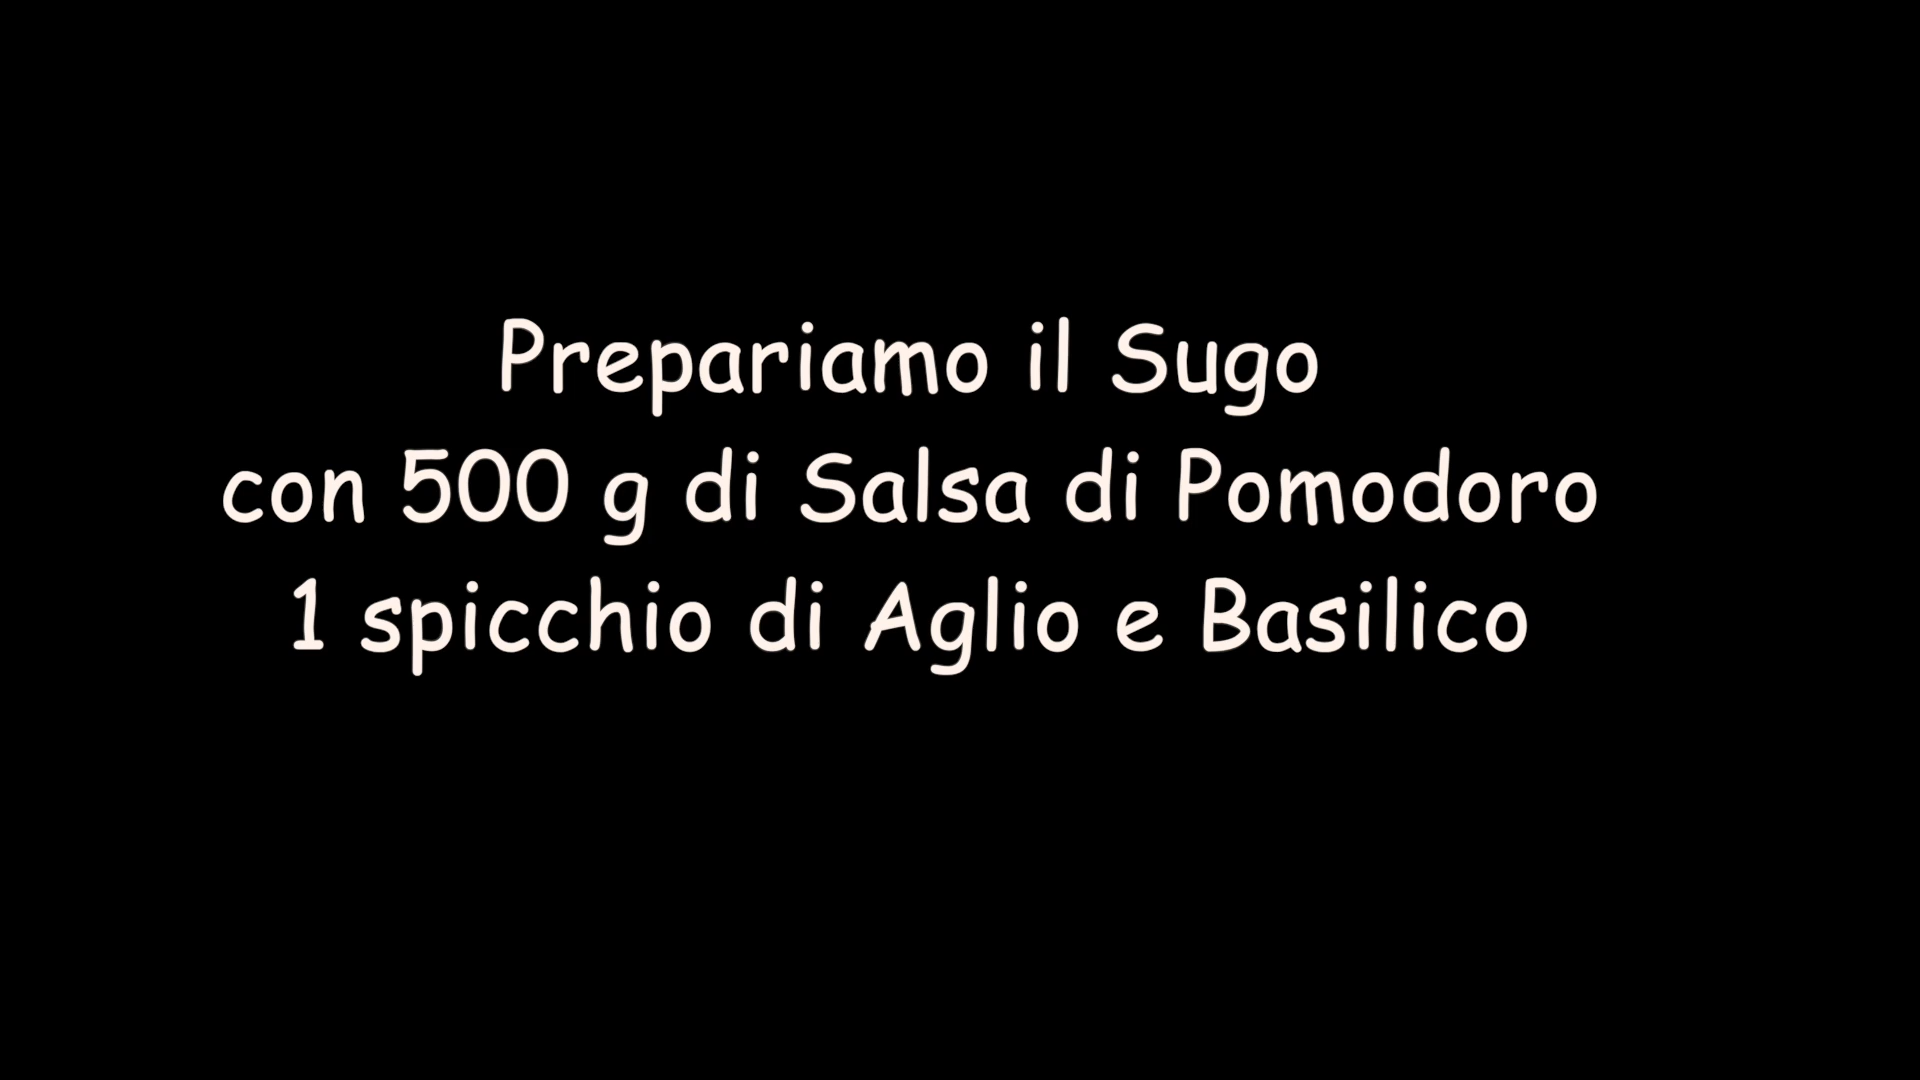 Prepariamo il Sugo
con 500 g di Salsa di Pomodoro
1 spicchio di Aglio e Basilico